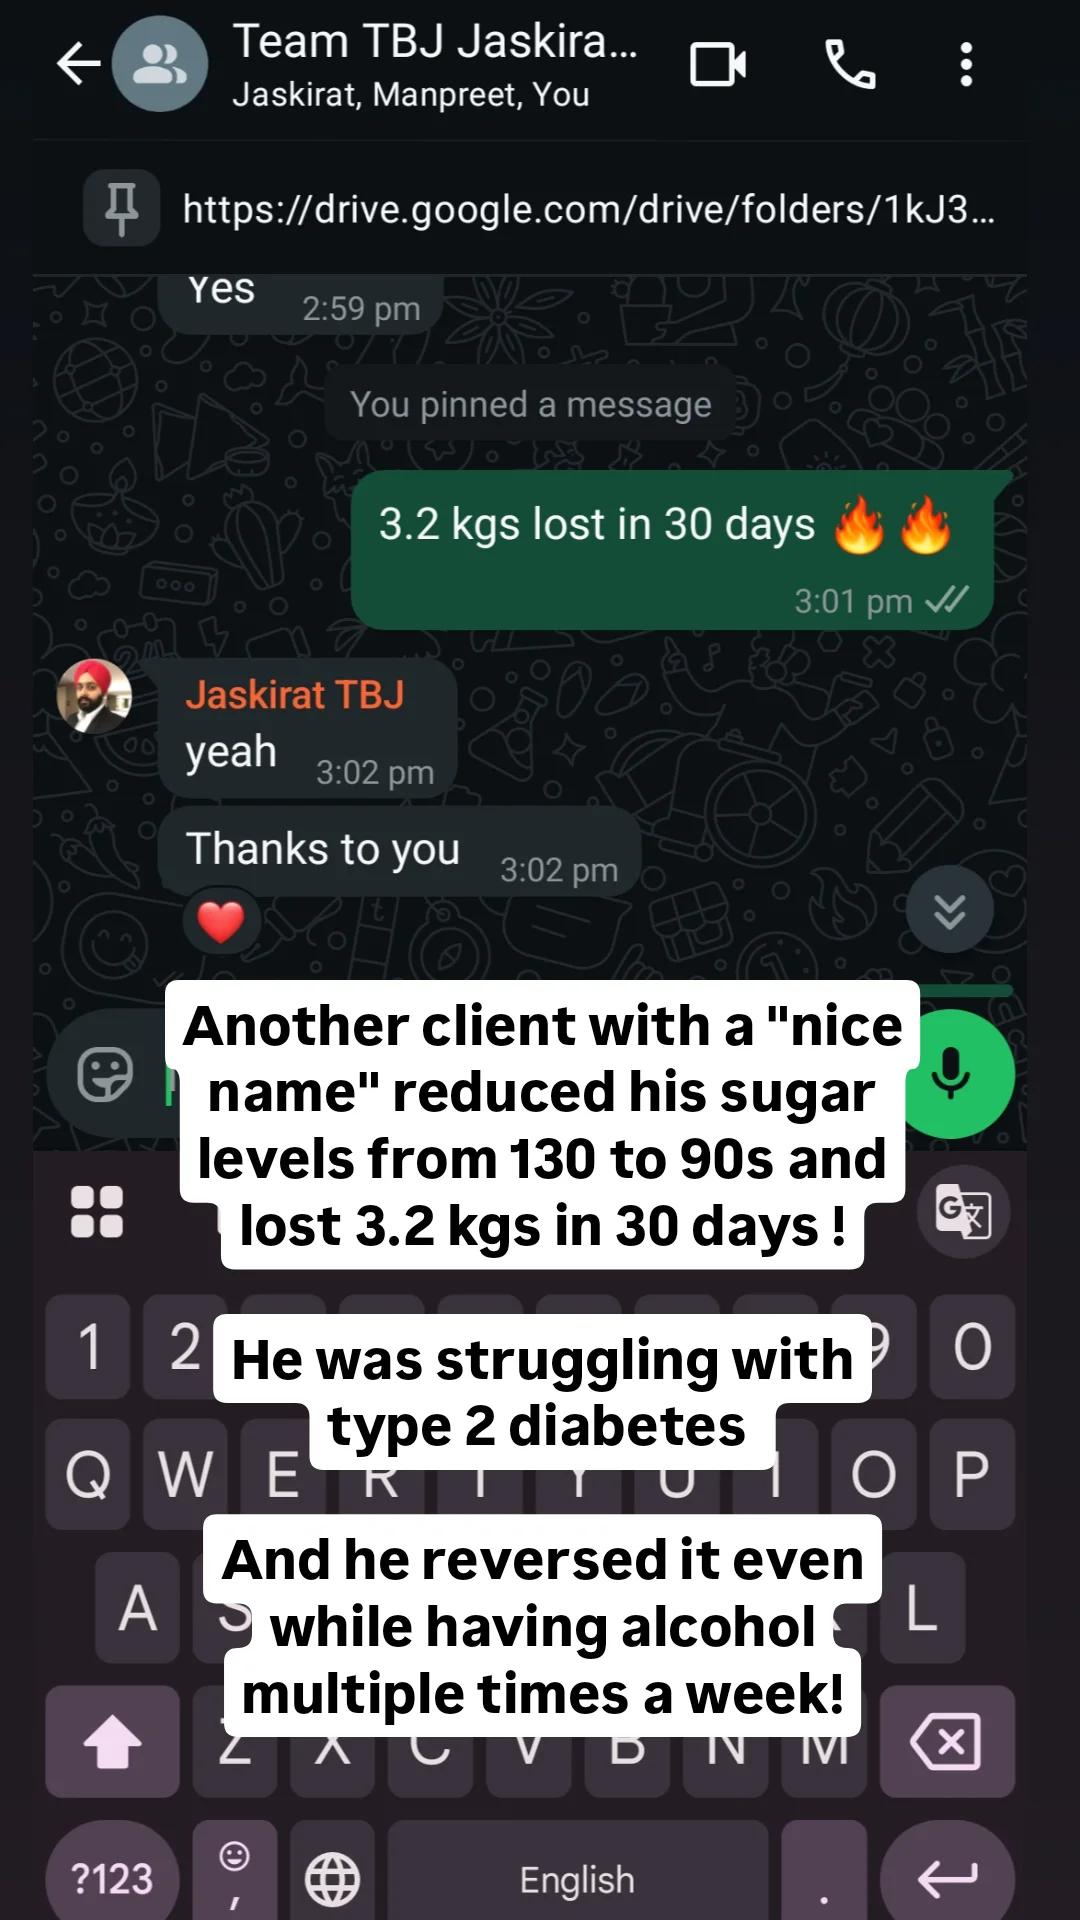 Team TBJ Jaskira...
Jaskirat, Manpreet, You
https://drive.google.com/drive/folders/1kJ3...
Yes
2:59 pm
You pinned a message
3.2 kgs lost in 30 days 🔥🔥
3:01 pm
Jaskirat TBJ
yeah 3:02 pm
Thanks to you 3:02 pm
Another client with a "nice
name" reduced his sugar
levels from 130 to 90s and
lost 3.2 kgs in 30 days !
He was struggling with
type 2 diabetes
And he reversed it even
while having alcohol
multiple times a week!
1 2 9 0
Q W E R T Y U I O P
A S L
Z X C V B N M
?123 , English .